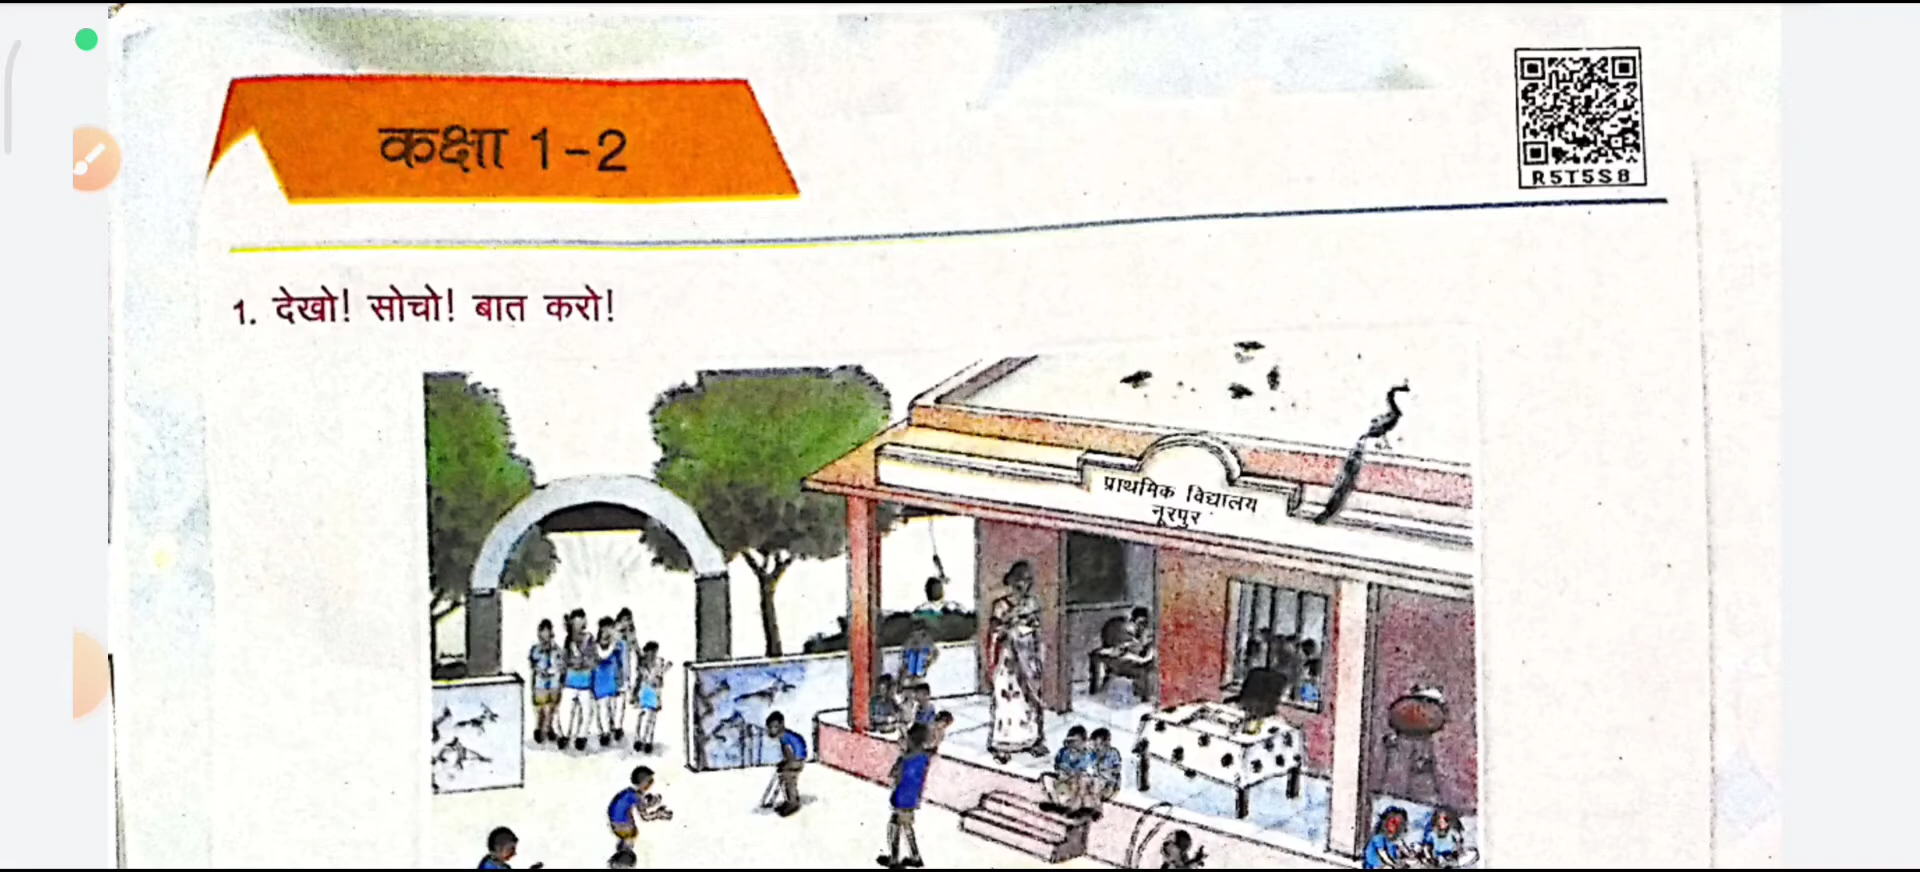 कक्षा 1-2
R5T5S8
1. देखो! सोचो! बात करो!
प्राथमिक विद्यालय
नूरपुर